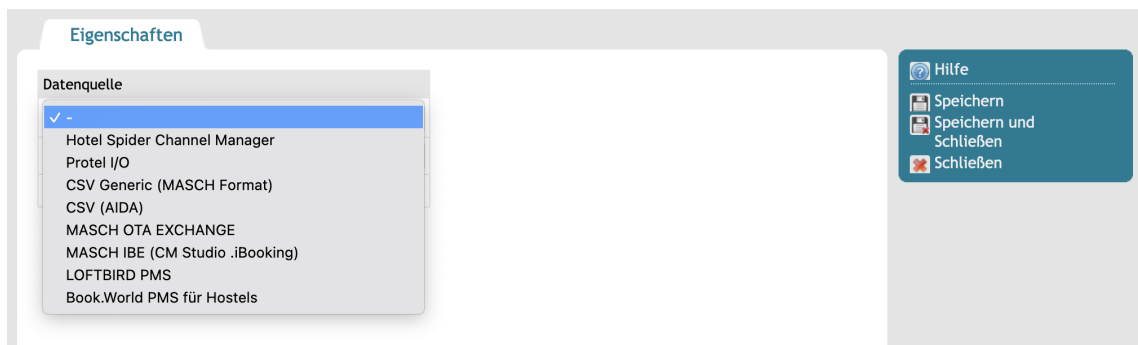 Eigenschaften
Datenquelle
✓ -
Hotel Spider Channel Manager
Protel I/O
CSV Generic (MASCH Format)
CSV (AIDA)
MASCH OTA EXCHANGE
MASCH IBE (CM Studio .iBooking)
LOFTBIRD PMS
Book.World PMS für Hostels
Hilfe
Speichern
Speichern und
Schließen
Schließen